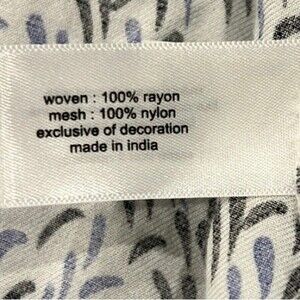 woven : 100% rayon
mesh : 100% nylon
exclusive of decoration
made in india